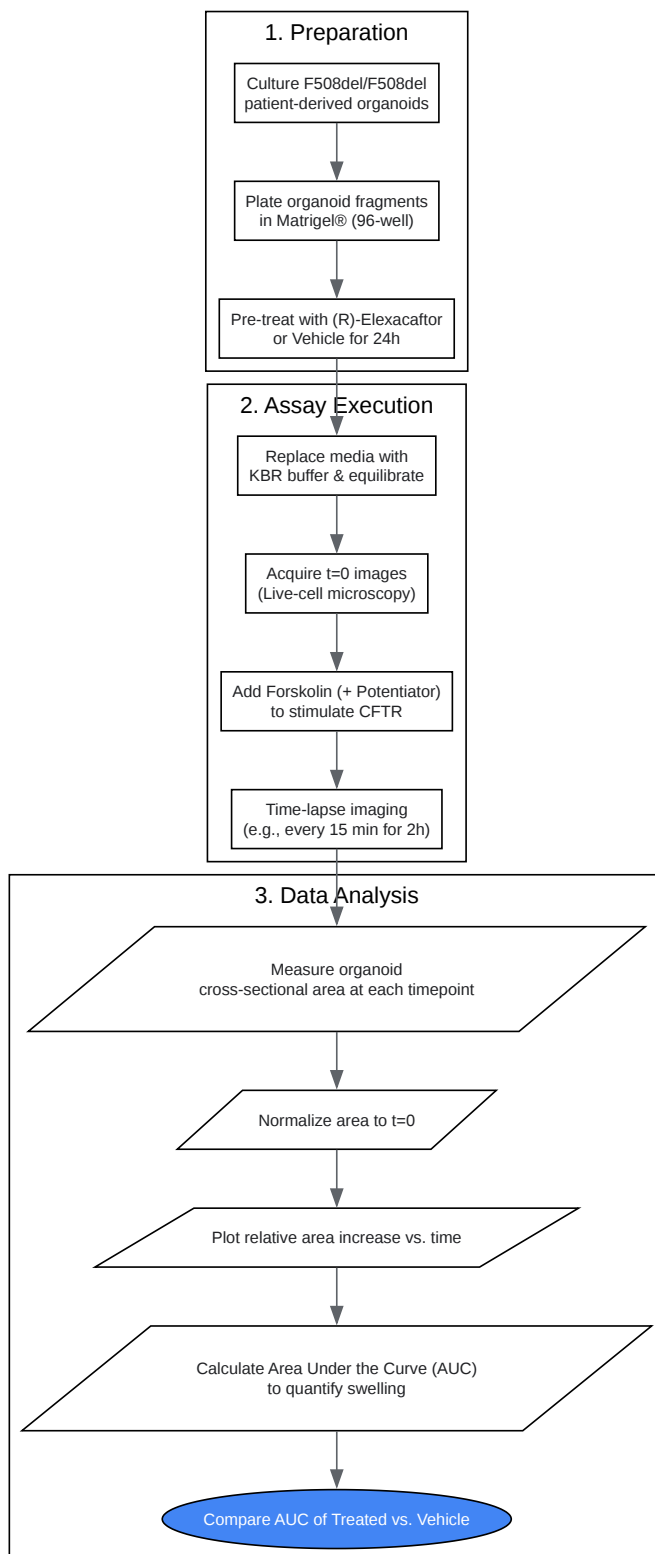 1. Preparation
Culture F508del/F508del
patient-derived organoids
Plate organoid fragments
in Matrigel® (96-well)
Pre-treat with (R)-Elexacaftor
or Vehicle for 24h
2. Assay Execution
Replace media with
KBR buffer & equilibrate
Acquire t=0 images
(Live-cell microscopy)
Add Forskolin (+ Potentiator)
to stimulate CFTR
Time-lapse imaging
(e.g., every 15 min for 2h)
3. Data Analysis
Measure organoid
cross-sectional area at each timepoint
Normalize area to t=0
Plot relative area increase vs. time
Calculate Area Under the Curve (AUC)
to quantify swelling
Compare AUC of Treated vs. Vehicle